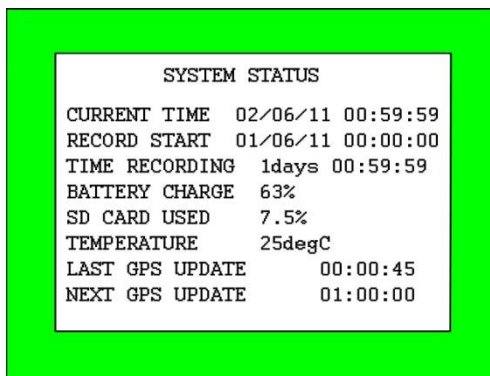 SYSTEM STATUS
CURRENT TIME 02/06/11 00:59:59
RECORD START 01/06/11 00:00:00
TIME RECORDING 1days 00:59:59
BATTERY CHARGE 63%
SD CARD USED 7.5%
TEMPERATURE 25degC
LAST GPS UPDATE 00:00:45
NEXT GPS UPDATE 01:00:00